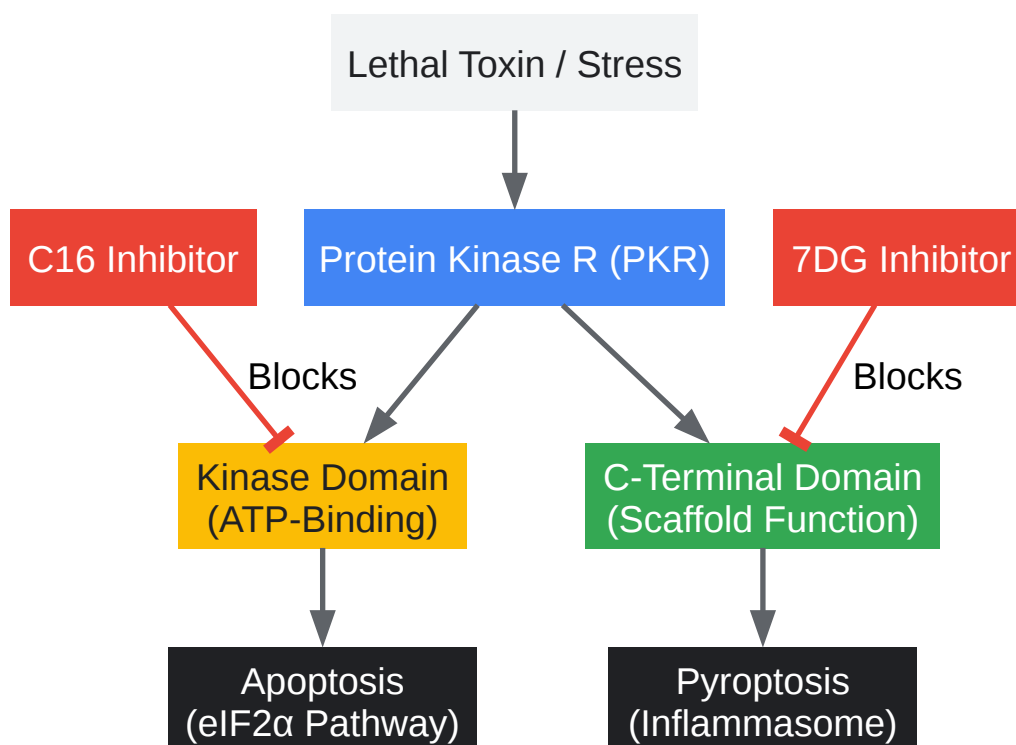 Lethal Toxin / Stress
C16 Inhibitor
Protein Kinase R (PKR)
7DG Inhibitor
Blocks
Blocks
Kinase Domain
(ATP-Binding)
C-Terminal Domain
(Scaffold Function)
Apoptosis
(eIF2α Pathway)
Pyroptosis
(Inflammasome)